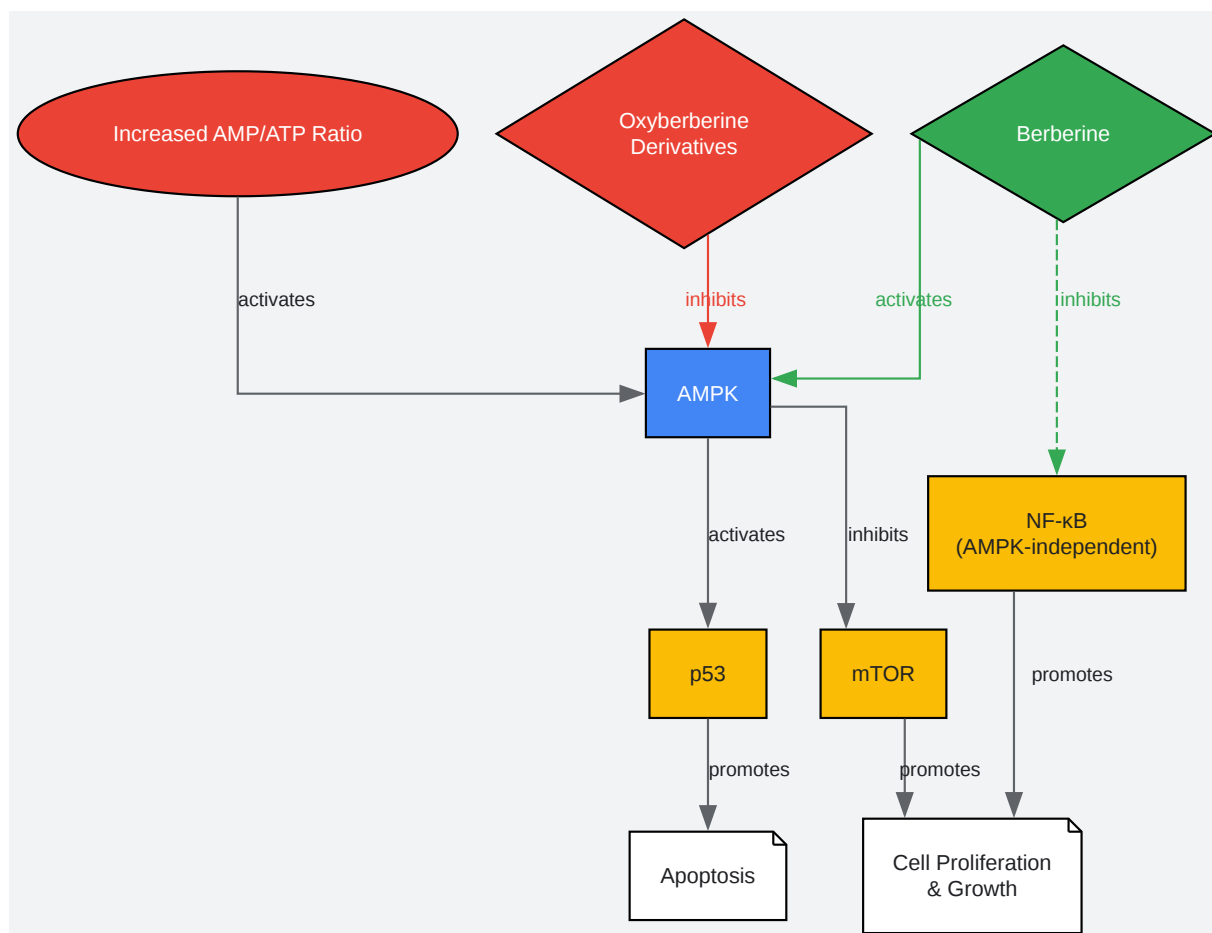 Increased AMP/ATP Ratio
Oxyberberine
Derivatives
Berberine
activates
inhibits
activates
inhibits
AMPK
activates
inhibits
NF-κB
(AMPK-independent)
p53
mTOR
promotes
promotes
promotes
Apoptosis
Cell Proliferation
& Growth